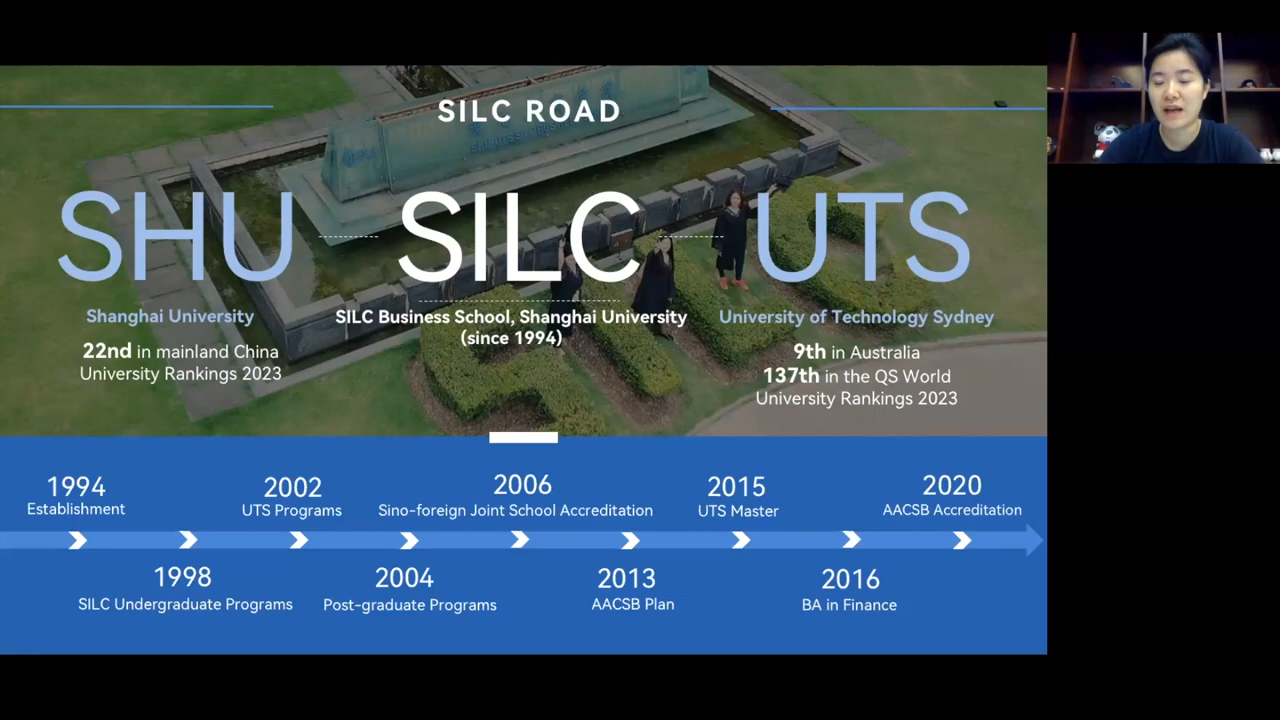 SILC ROAD
SHU
SILC
UTS
Shanghai University
22nd in mainland China
University Rankings 2023
SILC Business School, Shanghai University
(since 1994)
University of Technology Sydney
9th in Australia
137th in the QS World
University Rankings 2023
1994
Establishment
1998
SILC Undergraduate Programs
2002
UTS Programs
2004
Post-graduate Programs
2006
Sino-foreign Joint School Accreditation
2013
AACSB Plan
2015
UTS Master
2016
BA in Finance
2020
AACSB Accreditation